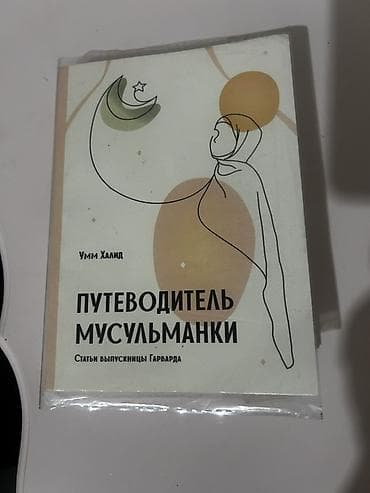 Умм Халид
ПУТЕВОДИТЕЛЬ
МУСУЛЬМАНКИ
Статьи выпускницы Гарварда